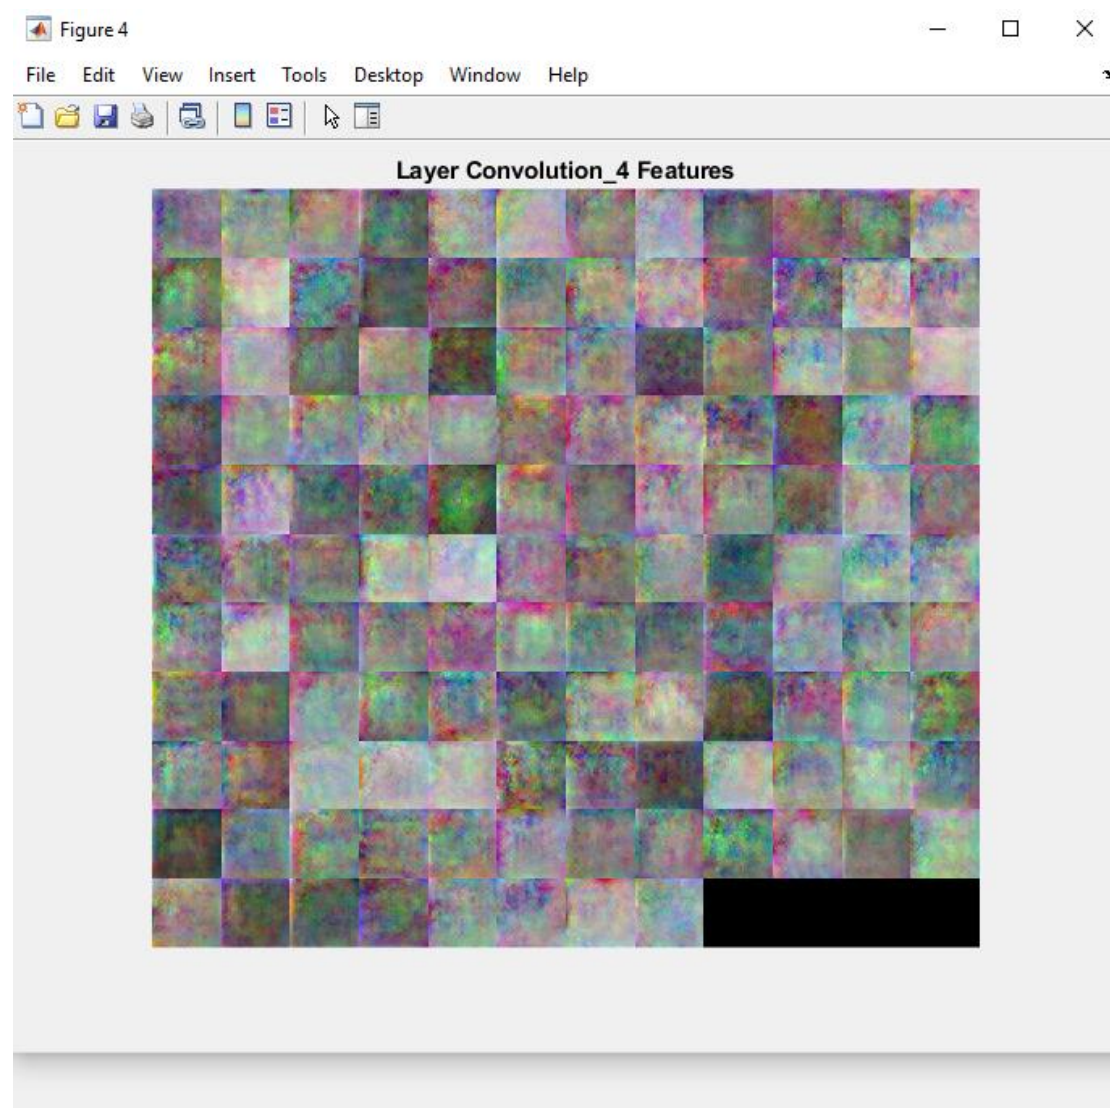 Figure 4
File Edit View Insert Tools Desktop Window Help
Layer Convolution_4 Features